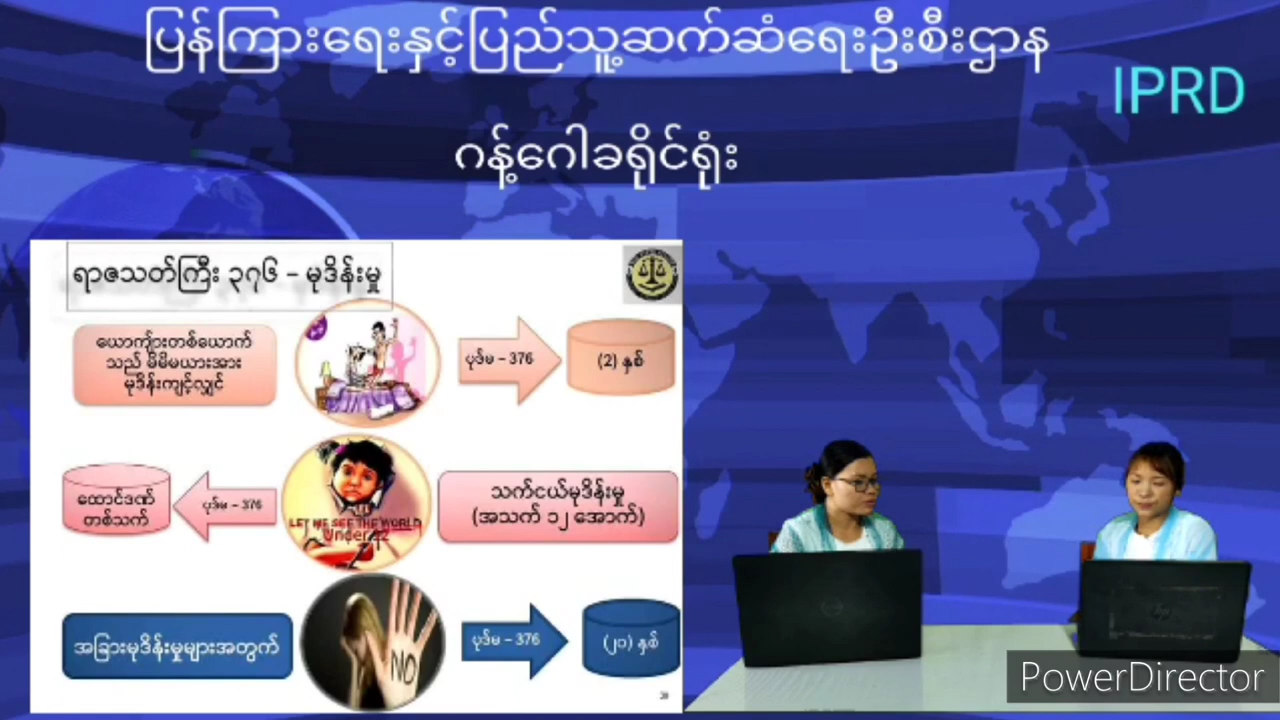 ပြန်ကြားရေးနှင့်ပြည်သူ့ဆက်ဆံရေးဦးစီးဌာန
IPRD
ဂန့်ဂေါခရိုင်ရုံး
ရာဇသတ်ကြီး ၃၇၆ – မုဒိန်းမှု
ယောကျ်ားတစ်ယောက်
သည် မိမိမယားအား
မုဒိန်းကျင့်လျှင်
ပုဒ်မ – 376
(2) နှစ်
ထောင်ဒဏ်
တစ်သက်
ပုဒ်မ – 376
LET ME SEE THE WORLD
Under 12
သက်ငယ်မုဒိန်းမှု
(အသက် ၁၂ အောက်)
အခြားမုဒိန်းမှုများအတွက်
NO
ပုဒ်မ – 376
(၂၀) နှစ်
PowerDirector